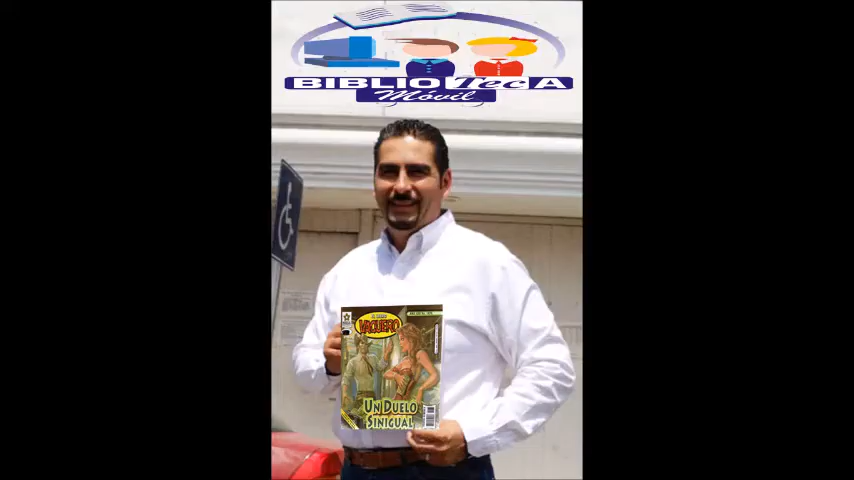 BIBLIOTecA
Móvil
VAQUERO
UN DUELO
SINIGUAL